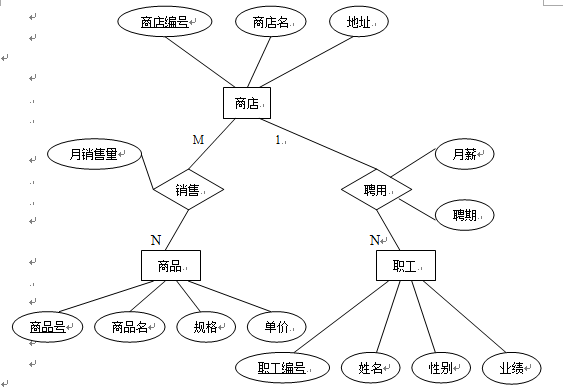 商店编号 商店名 地址
商店
M 1
月销售量 月薪
销售 聘用
聘期
N N
商品 职工
商品号 商品名 规格 单价
职工编号 姓名 性别 业绩